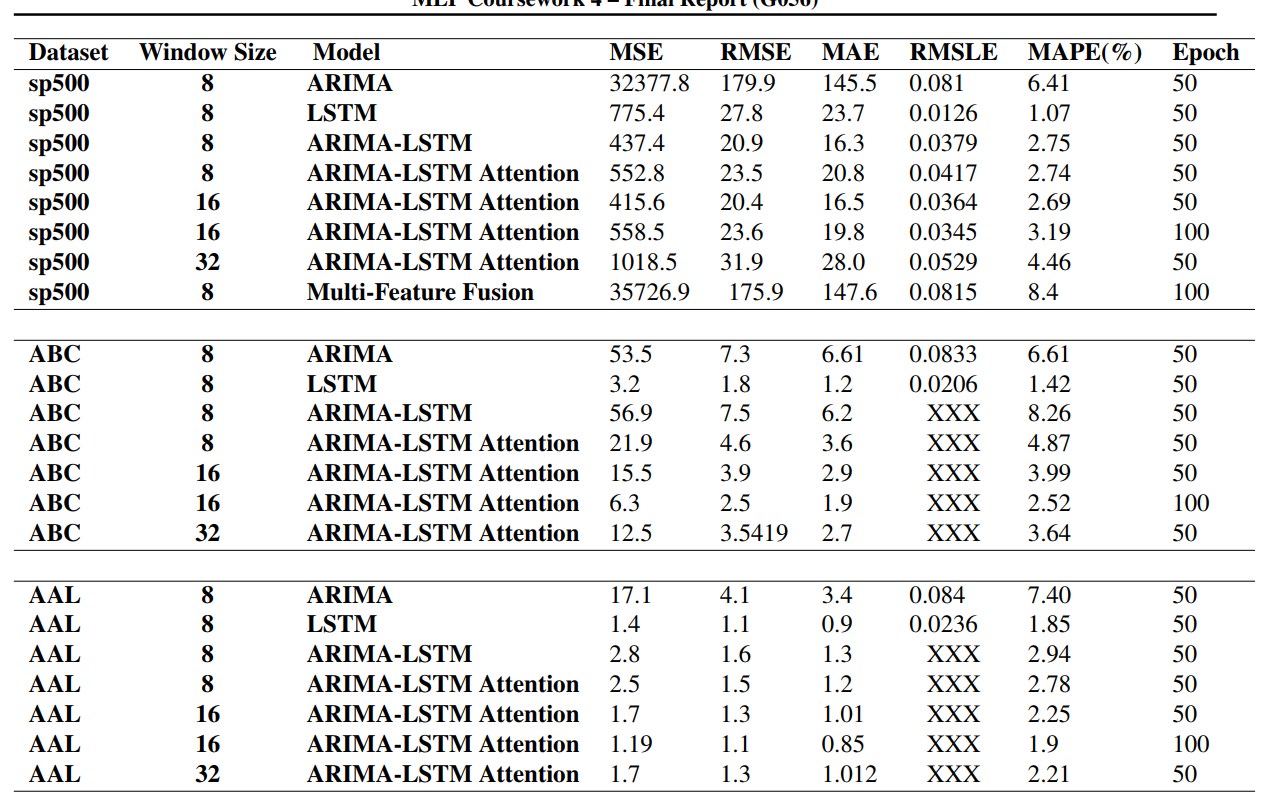 MLP Coursework 4 – Final Report (G056)
Dataset Window Size Model MSE RMSE MAE RMSLE MAPE(%) Epoch
sp500 8 ARIMA 32377.8 179.9 145.5 0.081 6.41 50
sp500 8 LSTM 775.4 27.8 23.7 0.0126 1.07 50
sp500 8 ARIMA-LSTM 437.4 20.9 16.3 0.0379 2.75 50
sp500 8 ARIMA-LSTM Attention 552.8 23.5 20.8 0.0417 2.74 50
sp500 16 ARIMA-LSTM Attention 415.6 20.4 16.5 0.0364 2.69 50
sp500 16 ARIMA-LSTM Attention 558.5 23.6 19.8 0.0345 3.19 100
sp500 32 ARIMA-LSTM Attention 1018.5 31.9 28.0 0.0529 4.46 50
sp500 8 Multi-Feature Fusion 35726.9 175.9 147.6 0.0815 8.4 100
ABC 8 ARIMA 53.5 7.3 6.61 0.0833 6.61 50
ABC 8 LSTM 3.2 1.8 1.2 0.0206 1.42 50
ABC 8 ARIMA-LSTM 56.9 7.5 6.2 XXX 8.26 50
ABC 8 ARIMA-LSTM Attention 21.9 4.6 3.6 XXX 4.87 50
ABC 16 ARIMA-LSTM Attention 15.5 3.9 2.9 XXX 3.99 50
ABC 16 ARIMA-LSTM Attention 6.3 2.5 1.9 XXX 2.52 100
ABC 32 ARIMA-LSTM Attention 12.5 3.5419 2.7 XXX 3.64 50
AAL 8 ARIMA 17.1 4.1 3.4 0.084 7.40 50
AAL 8 LSTM 1.4 1.1 0.9 0.0236 1.85 50
AAL 8 ARIMA-LSTM 2.8 1.6 1.3 XXX 2.94 50
AAL 8 ARIMA-LSTM Attention 2.5 1.5 1.2 XXX 2.78 50
AAL 16 ARIMA-LSTM Attention 1.7 1.3 1.01 XXX 2.25 50
AAL 16 ARIMA-LSTM Attention 1.19 1.1 0.85 XXX 1.9 100
AAL 32 ARIMA-LSTM Attention 1.7 1.3 1.012 XXX 2.21 50